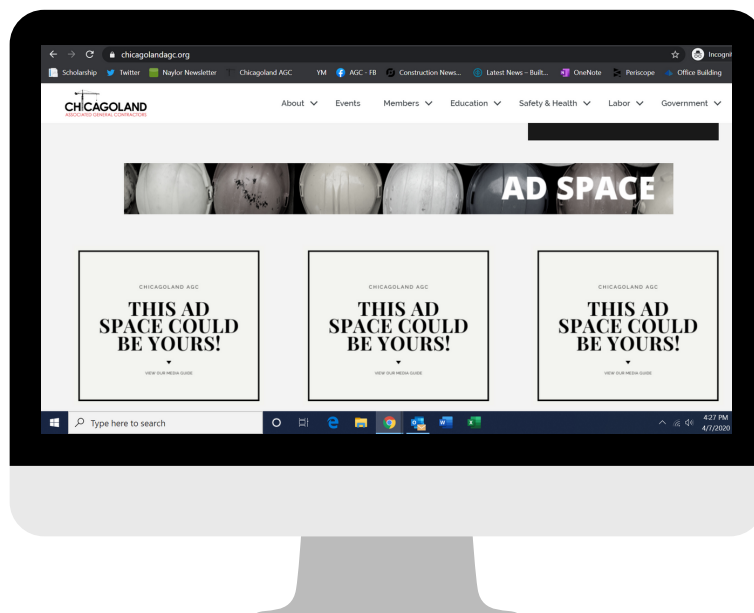 chicagolandagc.org
Incognit
Scholarship Twitter Naylor Newsletter Chicagoland AGC YM AGC - FB Construction News... Latest News – Built... OneNote Periscope Office Building
CHICAGOLAND
ASSOCIATED GENERAL CONTRACTORS
About Events Members Education Safety & Health Labor Government
AD SPACE
CHICAGOLAND AGC
THIS AD
SPACE COULD
BE YOURS!
VIEW OUR MEDIA GUIDE
CHICAGOLAND AGC
THIS AD
SPACE COULD
BE YOURS!
VIEW OUR MEDIA GUIDE
CHICAGOLAND AGC
THIS AD
SPACE COULD
BE YOURS!
VIEW OUR MEDIA GUIDE
Type here to search
4:27 PM
4/7/2020